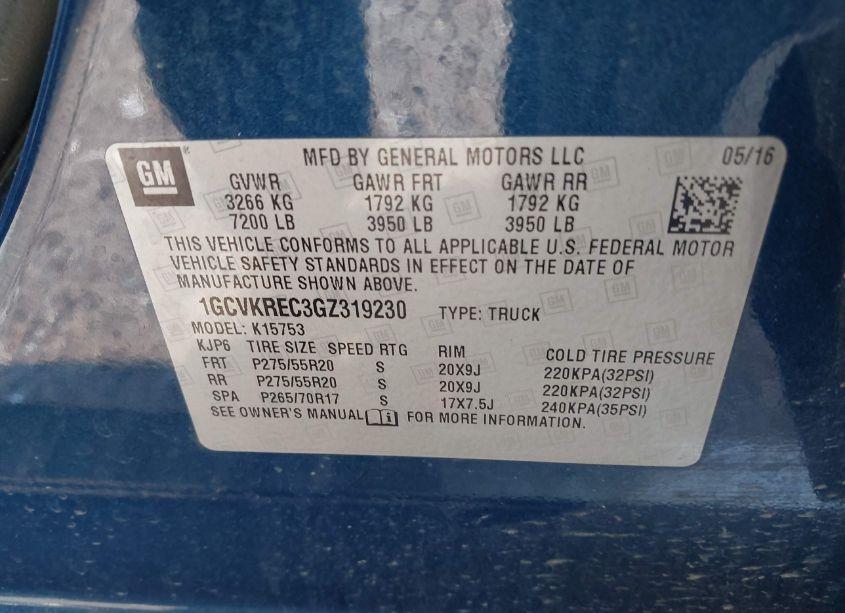 GM MFD BY GENERAL MOTORS LLC 05/16
GVWR GAWR FRT GAWR RR
3266 KG 1792 KG 1792 KG
7200 LB 3950 LB 3950 LB
THIS VEHICLE CONFORMS TO ALL APPLICABLE U.S. FEDERAL MOTOR
VEHICLE SAFETY STANDARDS IN EFFECT ON THE DATE OF
MANUFACTURE SHOWN ABOVE.
1GCVKREC3GZ319230 TYPE: TRUCK
MODEL: K15753
KJP6 TIRE SIZE SPEED RTG RIM COLD TIRE PRESSURE
FRT P275/55R20 S 20X9J 220KPA(32PSI)
RR P275/55R20 S 20X9J 220KPA(32PSI)
SPA P265/70R17 S 17X7.5J 240KPA(35PSI)
SEE OWNER'S MANUAL FOR MORE INFORMATION.